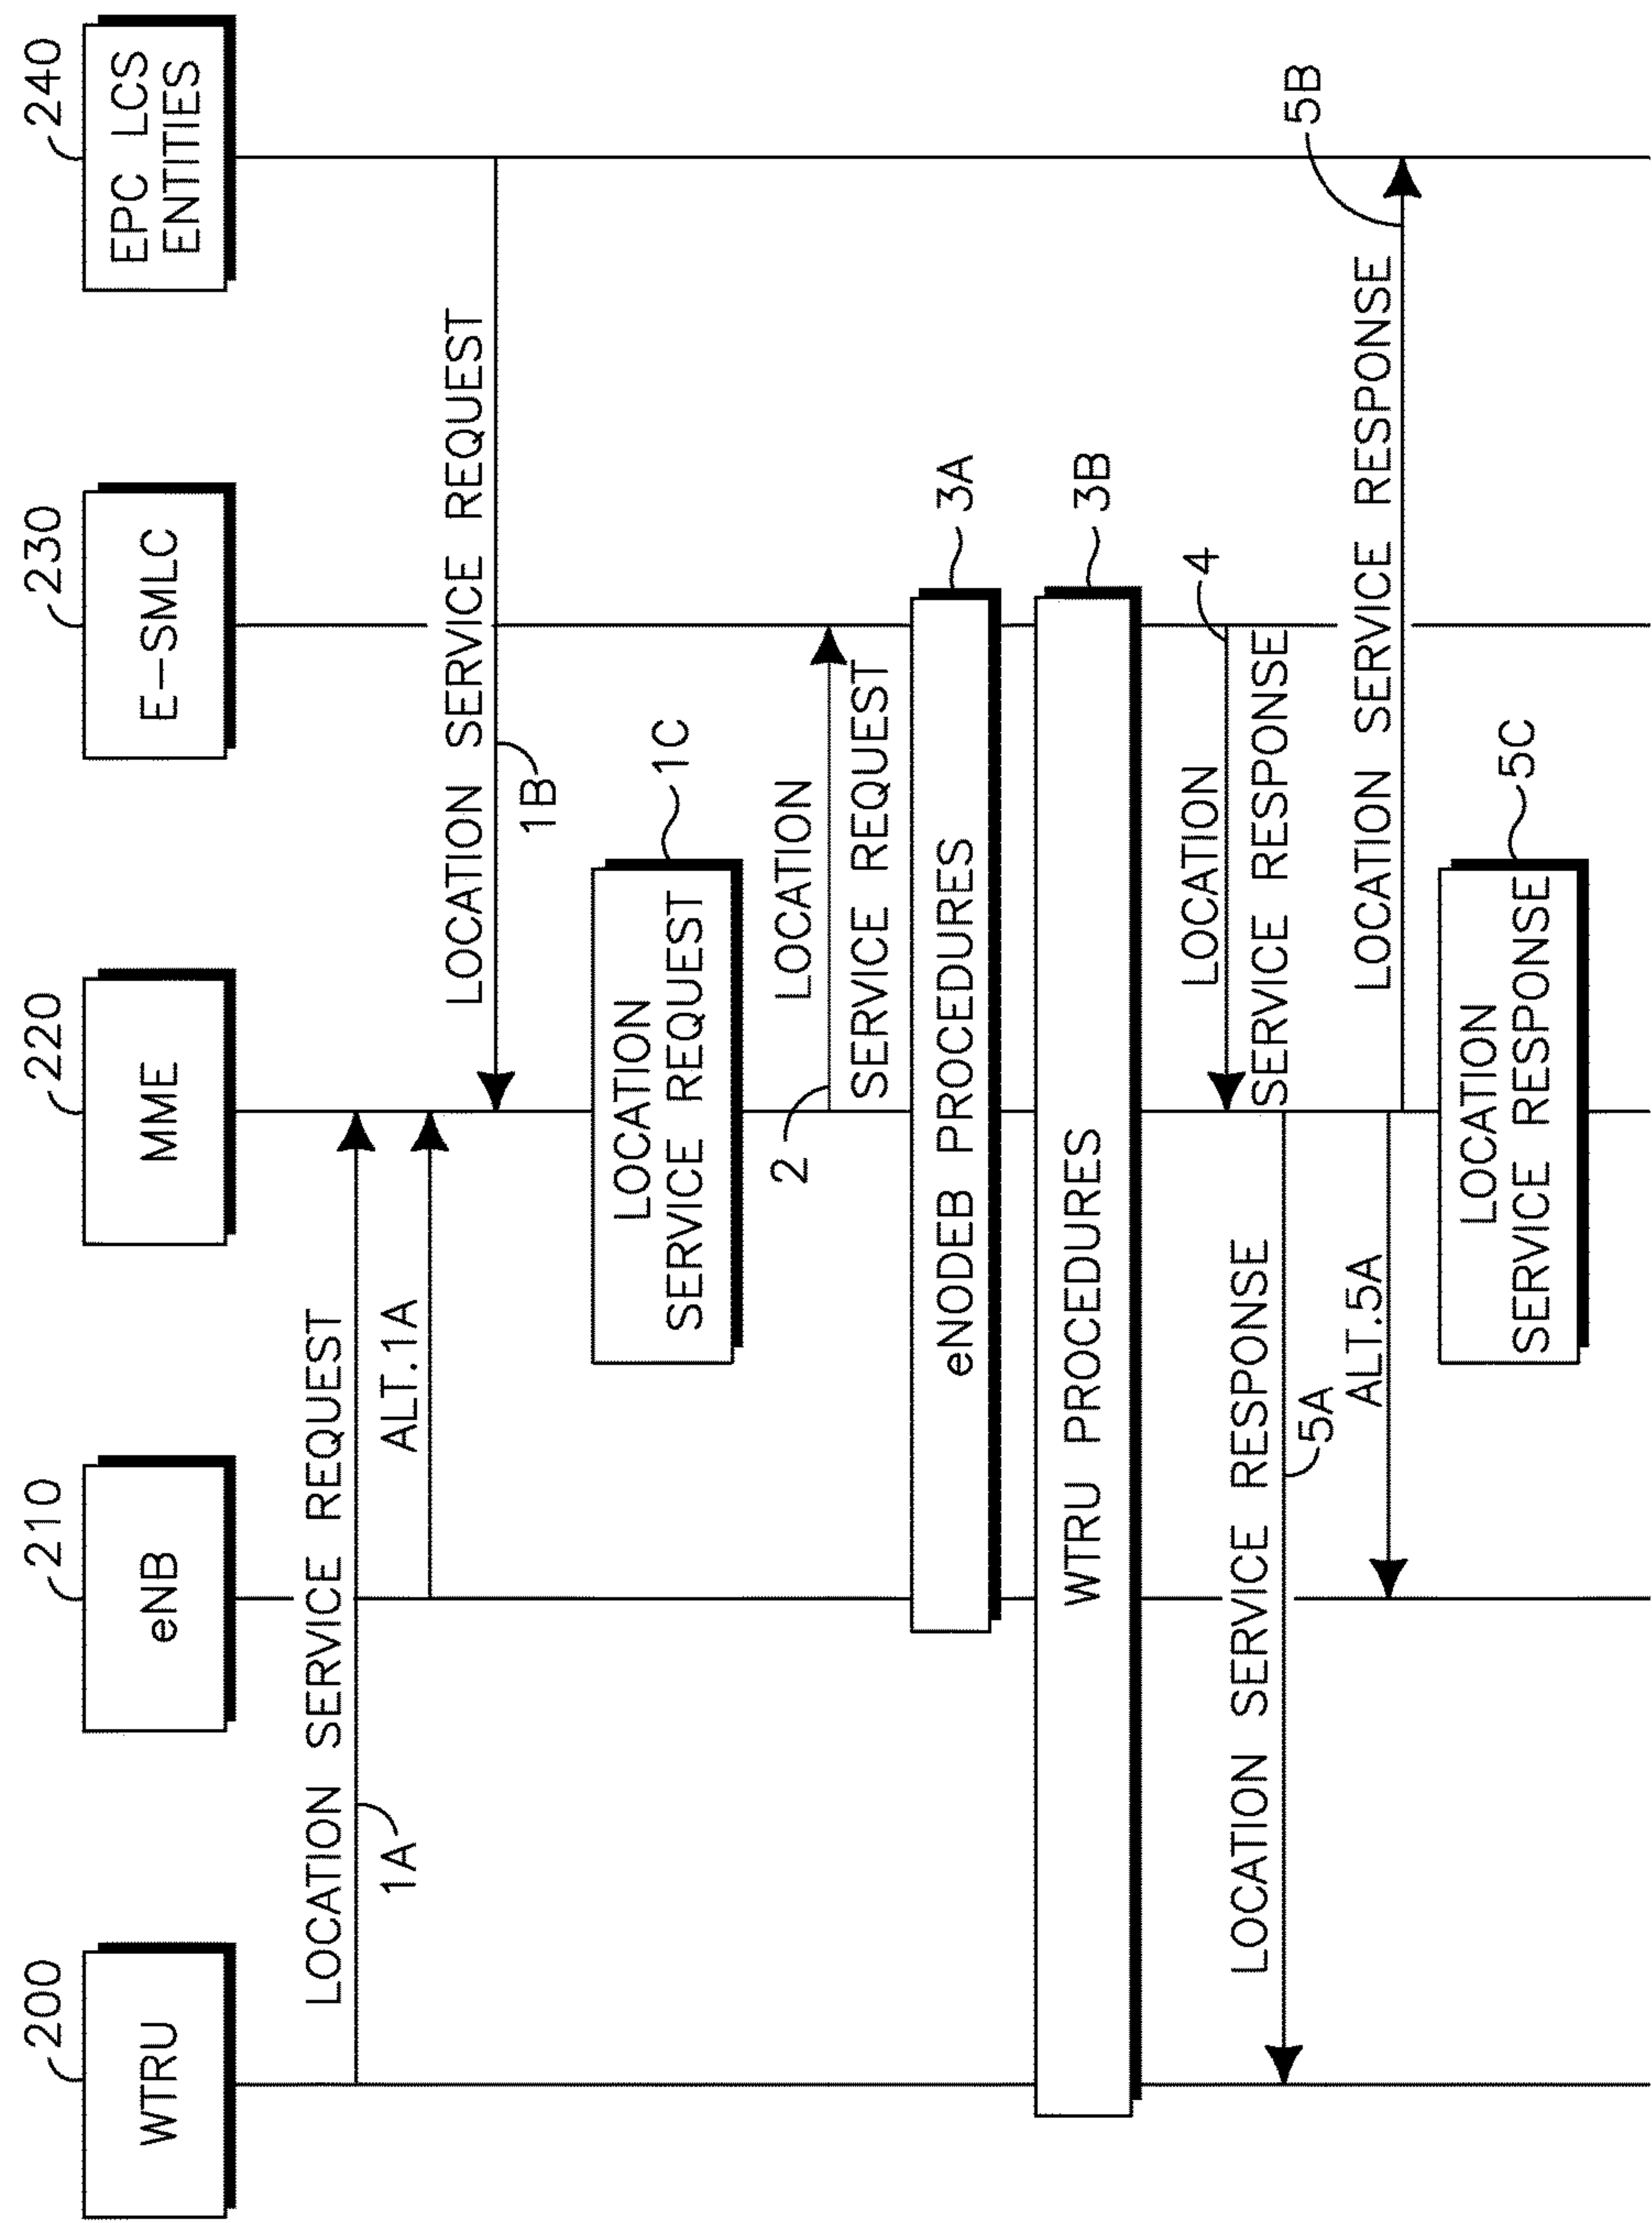 200
WTRU
210
eNB
220
MME
230
E-SMLC
240
EPC LCS
ENTITIES
LOCATION SERVICE REQUEST
1A
ALT.1A
LOCATION SERVICE REQUEST
1B
LOCATION
SERVICE REQUEST
1C
LOCATION
SERVICE REQUEST
2
eNODEB PROCEDURES
3A
WTRU PROCEDURES
3B
LOCATION
SERVICE RESPONSE
4
LOCATION SERVICE RESPONSE
5A
ALT.5A
LOCATION SERVICE RESPONSE
5B
LOCATION
SERVICE RESPONSE
5C